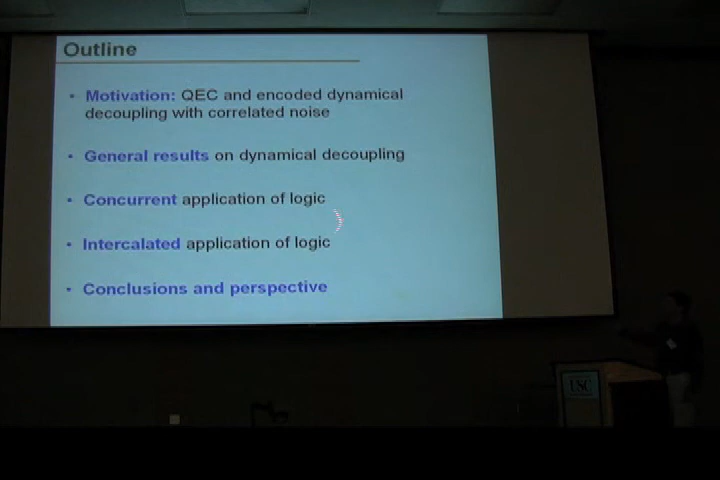 Outline
• Motivation: QEC and encoded dynamical
decoupling with correlated noise
• General results on dynamical decoupling
• Concurrent application of logic
• Intercalated application of logic
• Conclusions and perspective
USC